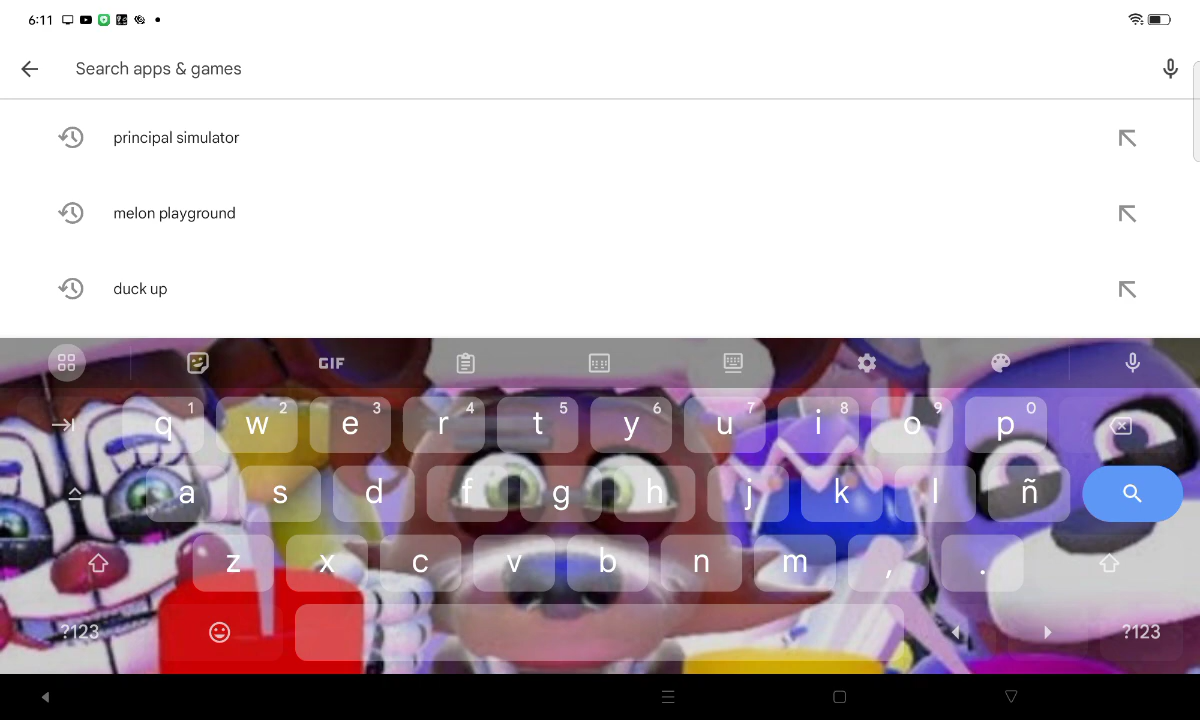 6:11
Search apps & games
principal simulator
melon playground
duck up
GIF
q 1 w 2 e 3 r 4 t 5 y 6 u 7 i 8 o 9 p 0
a s d f g h j k l ñ
z x c v b n m , .
?123 ?123